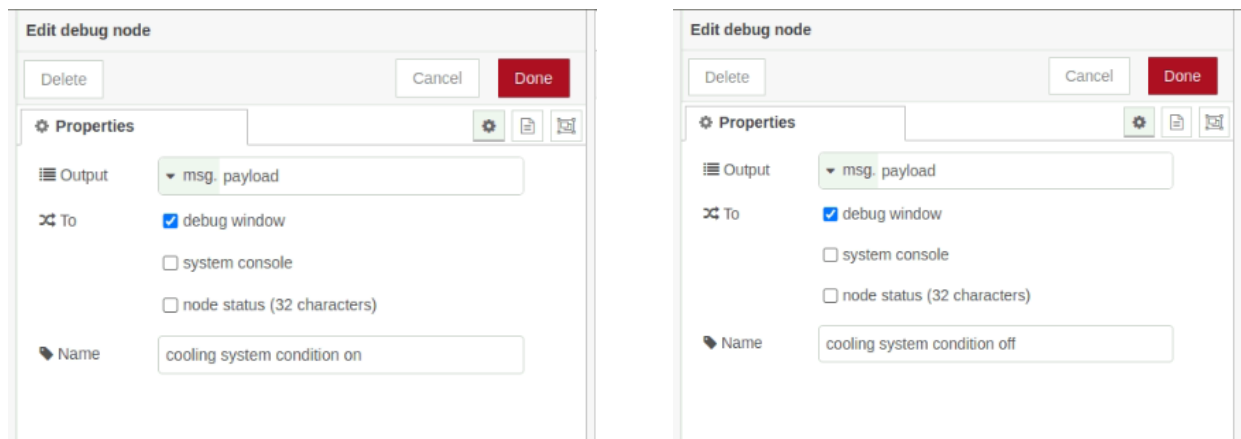 Edit debug node
Delete Cancel Done
Properties
Output msg. payload
To debug window
system console
node status (32 characters)
Name cooling system condition on
Edit debug node
Delete Cancel Done
Properties
Output msg. payload
To debug window
system console
node status (32 characters)
Name cooling system condition off